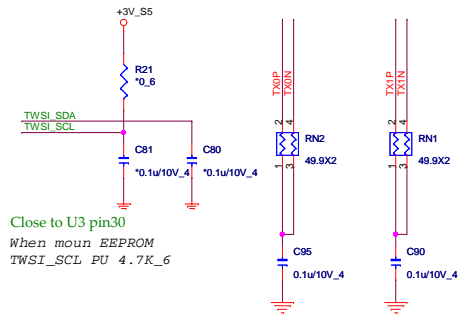 +3V_S5
R21
*0_6
TWSI_SDA
TWSI_SCL
C81
*0.1u/10V_4
C80
*0.1u/10V_4
Close to U3 pin30
When moun EEPROM
TWSI_SCL PU 4.7K_6
TX0P
TX0N
2
4
RN2
49.9X2
1
3
C95
0.1u/10V_4
TX1P
TX1N
2
4
RN1
49.9X2
1
3
C90
0.1u/10V_4